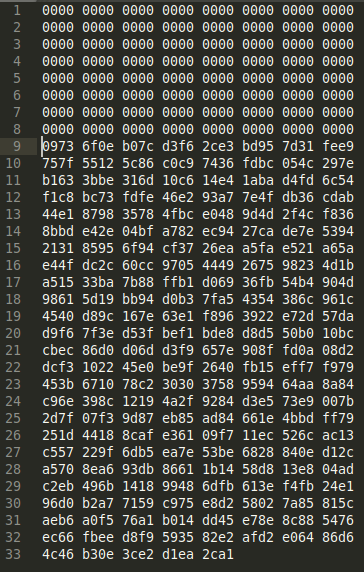 1 0000 0000 0000 0000 0000 0000 0000 0000
2 0000 0000 0000 0000 0000 0000 0000 0000
3 0000 0000 0000 0000 0000 0000 0000 0000
4 0000 0000 0000 0000 0000 0000 0000 0000
5 0000 0000 0000 0000 0000 0000 0000 0000
6 0000 0000 0000 0000 0000 0000 0000 0000
7 0000 0000 0000 0000 0000 0000 0000 0000
8 0000 0000 0000 0000 0000 0000 0000 0000
9 0973 6f0e b07c d3f6 2ce3 bd95 7d31 fee9
10 757f 5512 5c86 c0c9 7436 fdbc 054c 297e
11 b163 3bbe 316d 10c6 14e4 1aba d4fd 6c54
12 f1c8 bc73 fdfe 46e2 93a7 7e4f db36 cdab
13 44e1 8798 3578 4fbc e048 9d4d 2f4c f836
14 8bbd e42e 04bf a782 ec94 27ca de7e 5394
15 2131 8595 6f94 cf37 26ea a5fa e521 a65a
16 e44f dc2c 60cc 9705 4449 2675 9823 4d1b
17 a515 33ba 7b88 ffb1 d069 36fb 54b4 904d
18 9861 5d19 bb94 d0b3 7fa5 4354 386c 961c
19 4540 d89c 167e 63e1 f896 3922 e72d 57da
20 d9f6 7f3e d53f bef1 bde8 d8d5 50b0 10bc
21 cbec 86d0 d06d d3f9 657e 908f fd0a 08d2
22 dcf3 1022 45e0 be9f 2640 fb15 eff7 f979
23 453b 6710 78c2 3030 3758 9594 64aa 8a84
24 c96e 398c 1219 4a2f 9284 d3e5 73e9 007b
25 2d7f 07f3 9d87 eb85 ad84 661e 4bbd ff79
26 251d 4418 8caf e361 09f7 11ec 526c ac13
27 c557 229f 6db5 ea7e 53be 6828 840e d12c
28 a570 8ea6 93db 8661 1b14 58d8 13e8 04ad
29 c2eb 496b 1418 9948 6dfb 613e f4fb 24e1
30 96d0 b2a7 7159 c975 e8d2 5802 7a85 815c
31 aeb6 a0f5 76a1 b014 dd45 e78e 8c88 5476
32 ec66 fbee d8f9 5935 82e2 afd2 e064 86d6
33 4c46 b30e 3ce2 d1ea 2ca1